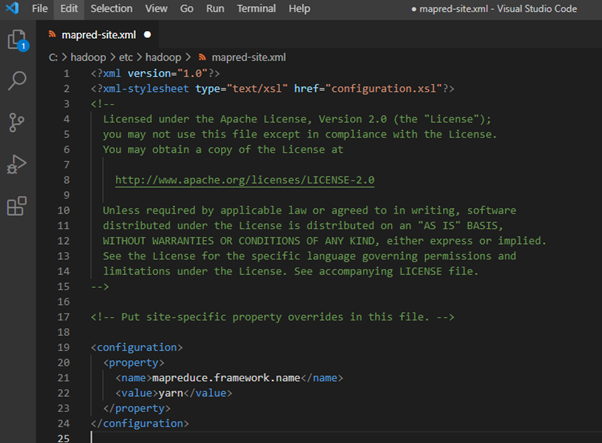 File Edit Selection View Go Run Terminal Help ● mapred-site.xml - Visual Studio Code
mapred-site.xml
1
C: > hadoop > etc > hadoop > mapred-site.xml
1 <?xml version="1.0"?>
2 <?xml-stylesheet type="text/xsl" href="configuration.xsl"?>
3 <!--
4 Licensed under the Apache License, Version 2.0 (the "License");
5 you may not use this file except in compliance with the License.
6 You may obtain a copy of the License at
7
8 http://www.apache.org/licenses/LICENSE-2.0
9
10 Unless required by applicable law or agreed to in writing, software
11 distributed under the License is distributed on an "AS IS" BASIS,
12 WITHOUT WARRANTIES OR CONDITIONS OF ANY KIND, either express or implied.
13 See the License for the specific language governing permissions and
14 limitations under the License. See accompanying LICENSE file.
15 -->
16
17 <!-- Put site-specific property overrides in this file. -->
18
19 <configuration>
20 <property>
21 <name>mapreduce.framework.name</name>
22 <value>yarn</value>
23 </property>
24 </configuration>
25